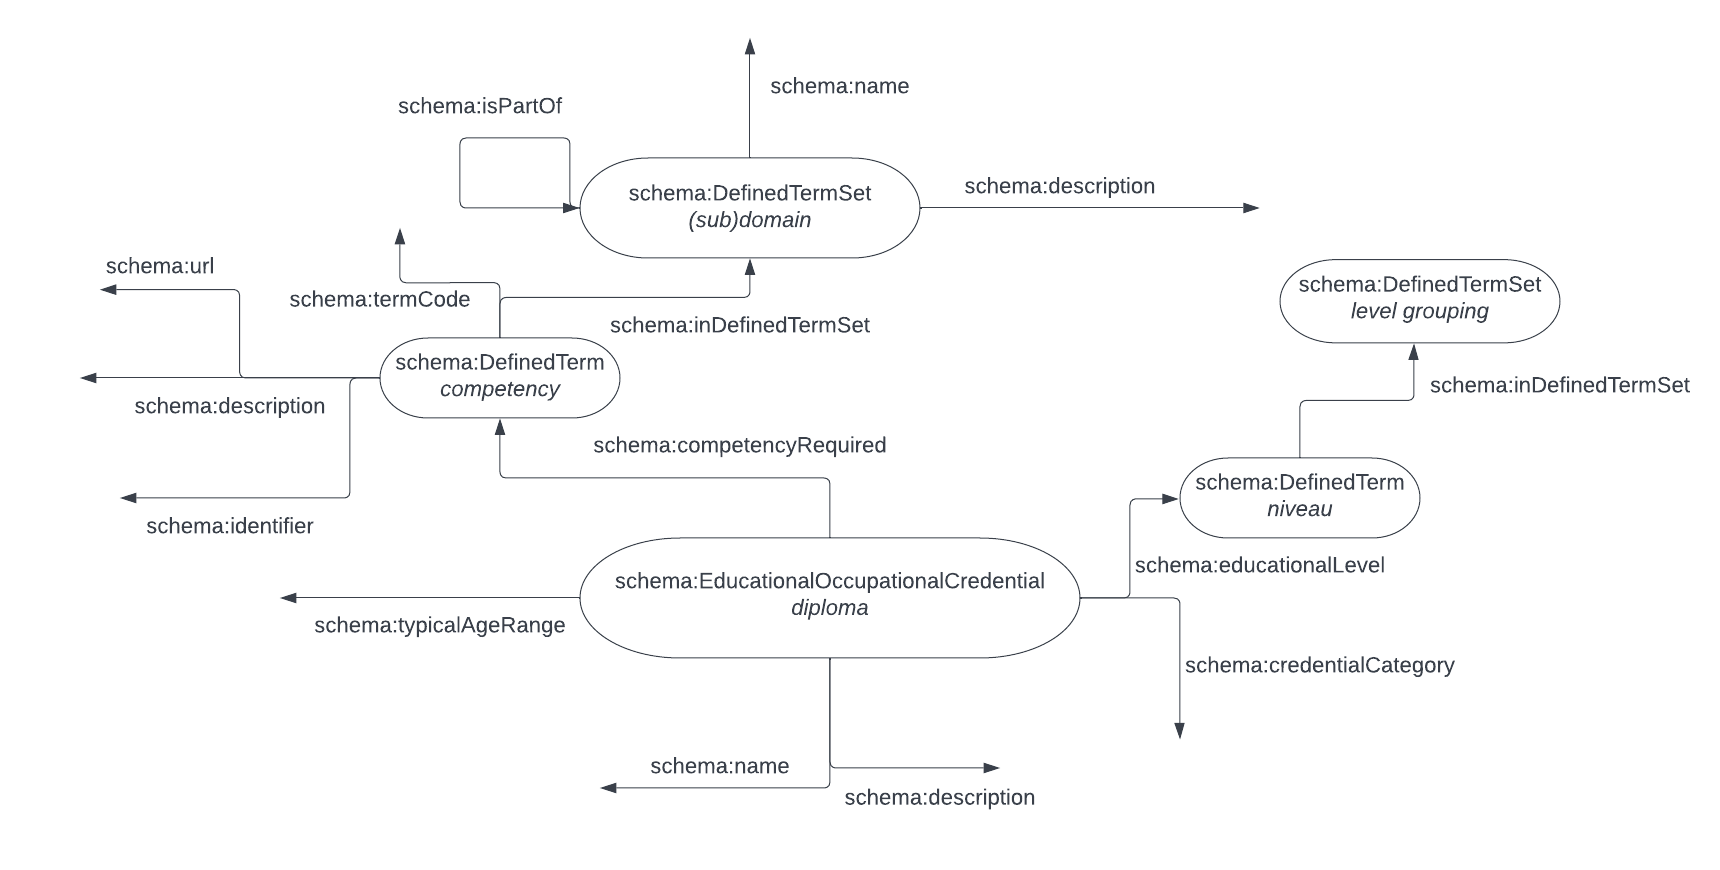 schema:name
schema:isPartOf
schema:DefinedTermSet
(sub)domain
schema:description
schema:url
schema:termCode
schema:inDefinedTermSet
schema:DefinedTermSet
level grouping
schema:DefinedTerm
competency
schema:description
schema:inDefinedTermSet
schema:competencyRequired
schema:DefinedTerm
niveau
schema:identifier
schema:educationalLevel
schema:EducationalOccupationalCredential
diploma
schema:typicalAgeRange
schema:credentialCategory
schema:name
schema:description